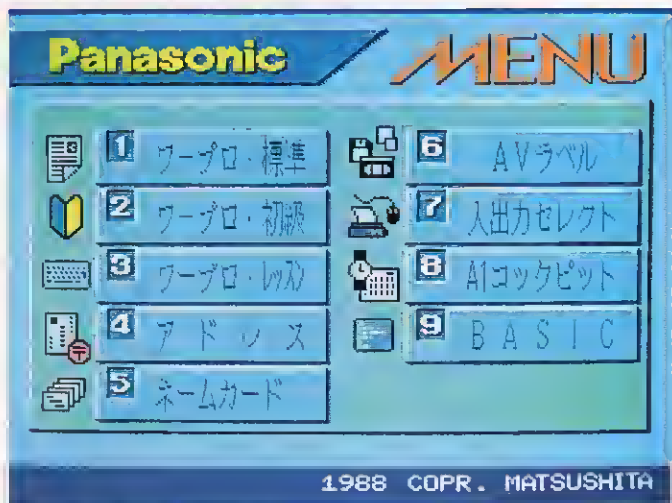 Panasonic MENU
1 ワープロ・標準
2 ワープロ・初級
3 ワープロ・レッスン
4 アドレス
5 ネームカード
6 AVラベル
7 入出力セレクト
8 A1コックピット
9 BASIC
1988 COPR. MATSUSHITA